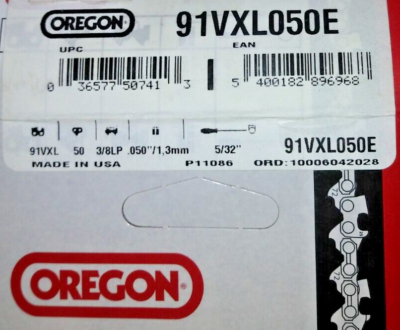 OREGON 91VXL050E
UPC EAN
0 36577 50741 3 5 400182 896968
91VXL 50 3/8LP .050"/1,3mm 5/32" 91VXL050E
MADE IN USA P11086 ORD:10006042028
OREGON